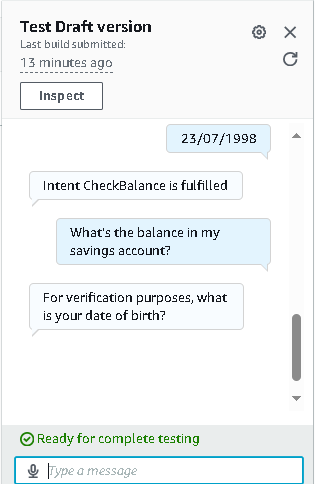 Test Draft version
Last build submitted:
13 minutes ago
Inspect
23/07/1998
Intent CheckBalance is fulfilled
What's the balance in my
savings account?
For verification purposes, what
is your date of birth?
Ready for complete testing
Type a message